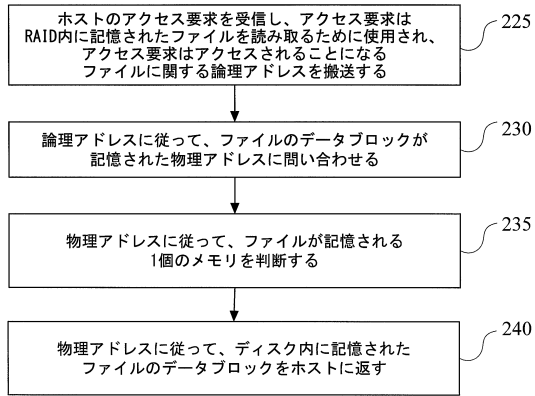 ホストのアクセス要求を受信し、アクセス要求は
RAID内に記憶されたファイルを読み取るために使用され、
アクセス要求はアクセスされることになる
ファイルに関する論理アドレスを搬送する
225
論理アドレスに従って、ファイルのデータブロックが
記憶された物理アドレスに問い合わせる
230
物理アドレスに従って、ファイルが記憶される
1個のメモリを判断する
235
物理アドレスに従って、ディスク内に記憶された
ファイルのデータブロックをホストに返す
240